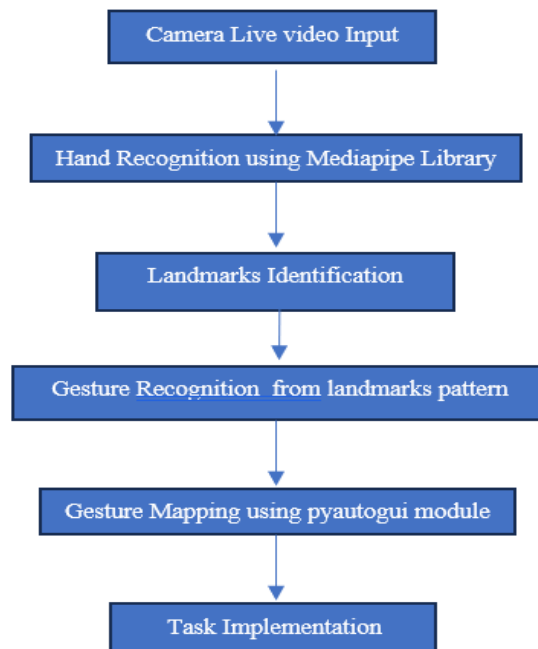 Camera Live video Input
Hand Recognition using Mediapipe Library
Landmarks Identification
Gesture Recognition from landmarks pattern
Gesture Mapping using pyautogui module
Task Implementation